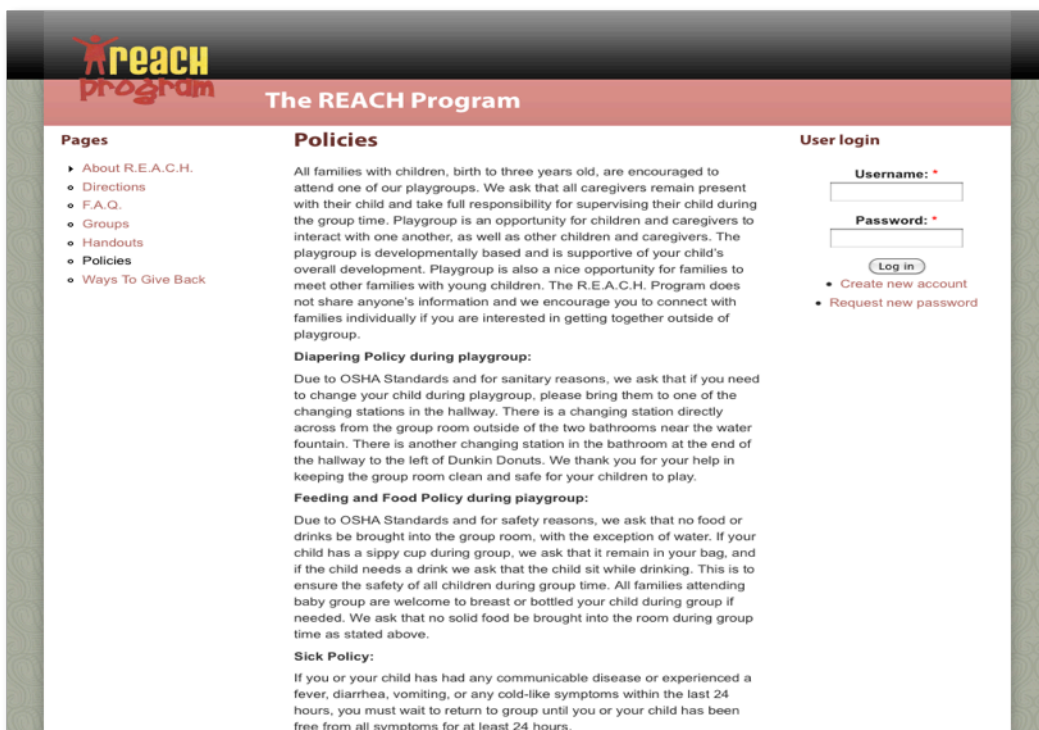 reach
program
The REACH Program
Pages
About R.E.A.C.H.
Directions
F.A.Q.
Groups
Handouts
Policies
Ways To Give Back
Policies
All families with children, birth to three years old, are encouraged to
attend one of our playgroups. We ask that all caregivers remain present
with their child and take full responsibility for supervising their child during
the group time. Playgroup is an opportunity for children and caregivers to
interact with one another, as well as other children and caregivers. The
playgroup is developmentally based and is supportive of your child's
overall development. Playgroup is also a nice opportunity for families to
meet other families with young children. The R.E.A.C.H. Program does
not share anyone's information and we encourage you to connect with
families individually if you are interested in getting together outside of
playgroup.
Diapering Policy during playgroup:
Due to OSHA Standards and for sanitary reasons, we ask that if you need
to change your child during playgroup, please bring them to one of the
changing stations in the hallway. There is a changing station directly
across from the group room outside of the two bathrooms near the water
fountain. There is another changing station in the bathroom at the end of
the hallway to the left of Dunkin Donuts. We thank you for your help in
keeping the group room clean and safe for your children to play.
Feeding and Food Policy during playgroup:
Due to OSHA Standards and for safety reasons, we ask that no food or
drinks be brought into the group room, with the exception of water. If your
child has a sippy cup during group, we ask that it remain in your bag, and
if the child needs a drink we ask that the child sit while drinking. This is to
ensure the safety of all children during group time. All families attending
baby group are welcome to breast or bottled your child during group if
needed. We ask that no solid food be brought into the room during group
time as stated above.
Sick Policy:
If you or your child has had any communicable disease or experienced a
fever, diarrhea, vomiting, or any cold-like symptoms within the last 24
hours, you must wait to return to group until you or your child has been
free from all symptoms for at least 24 hours.
User login
Username: *
Password: *
Log in
Create new account
Request new password